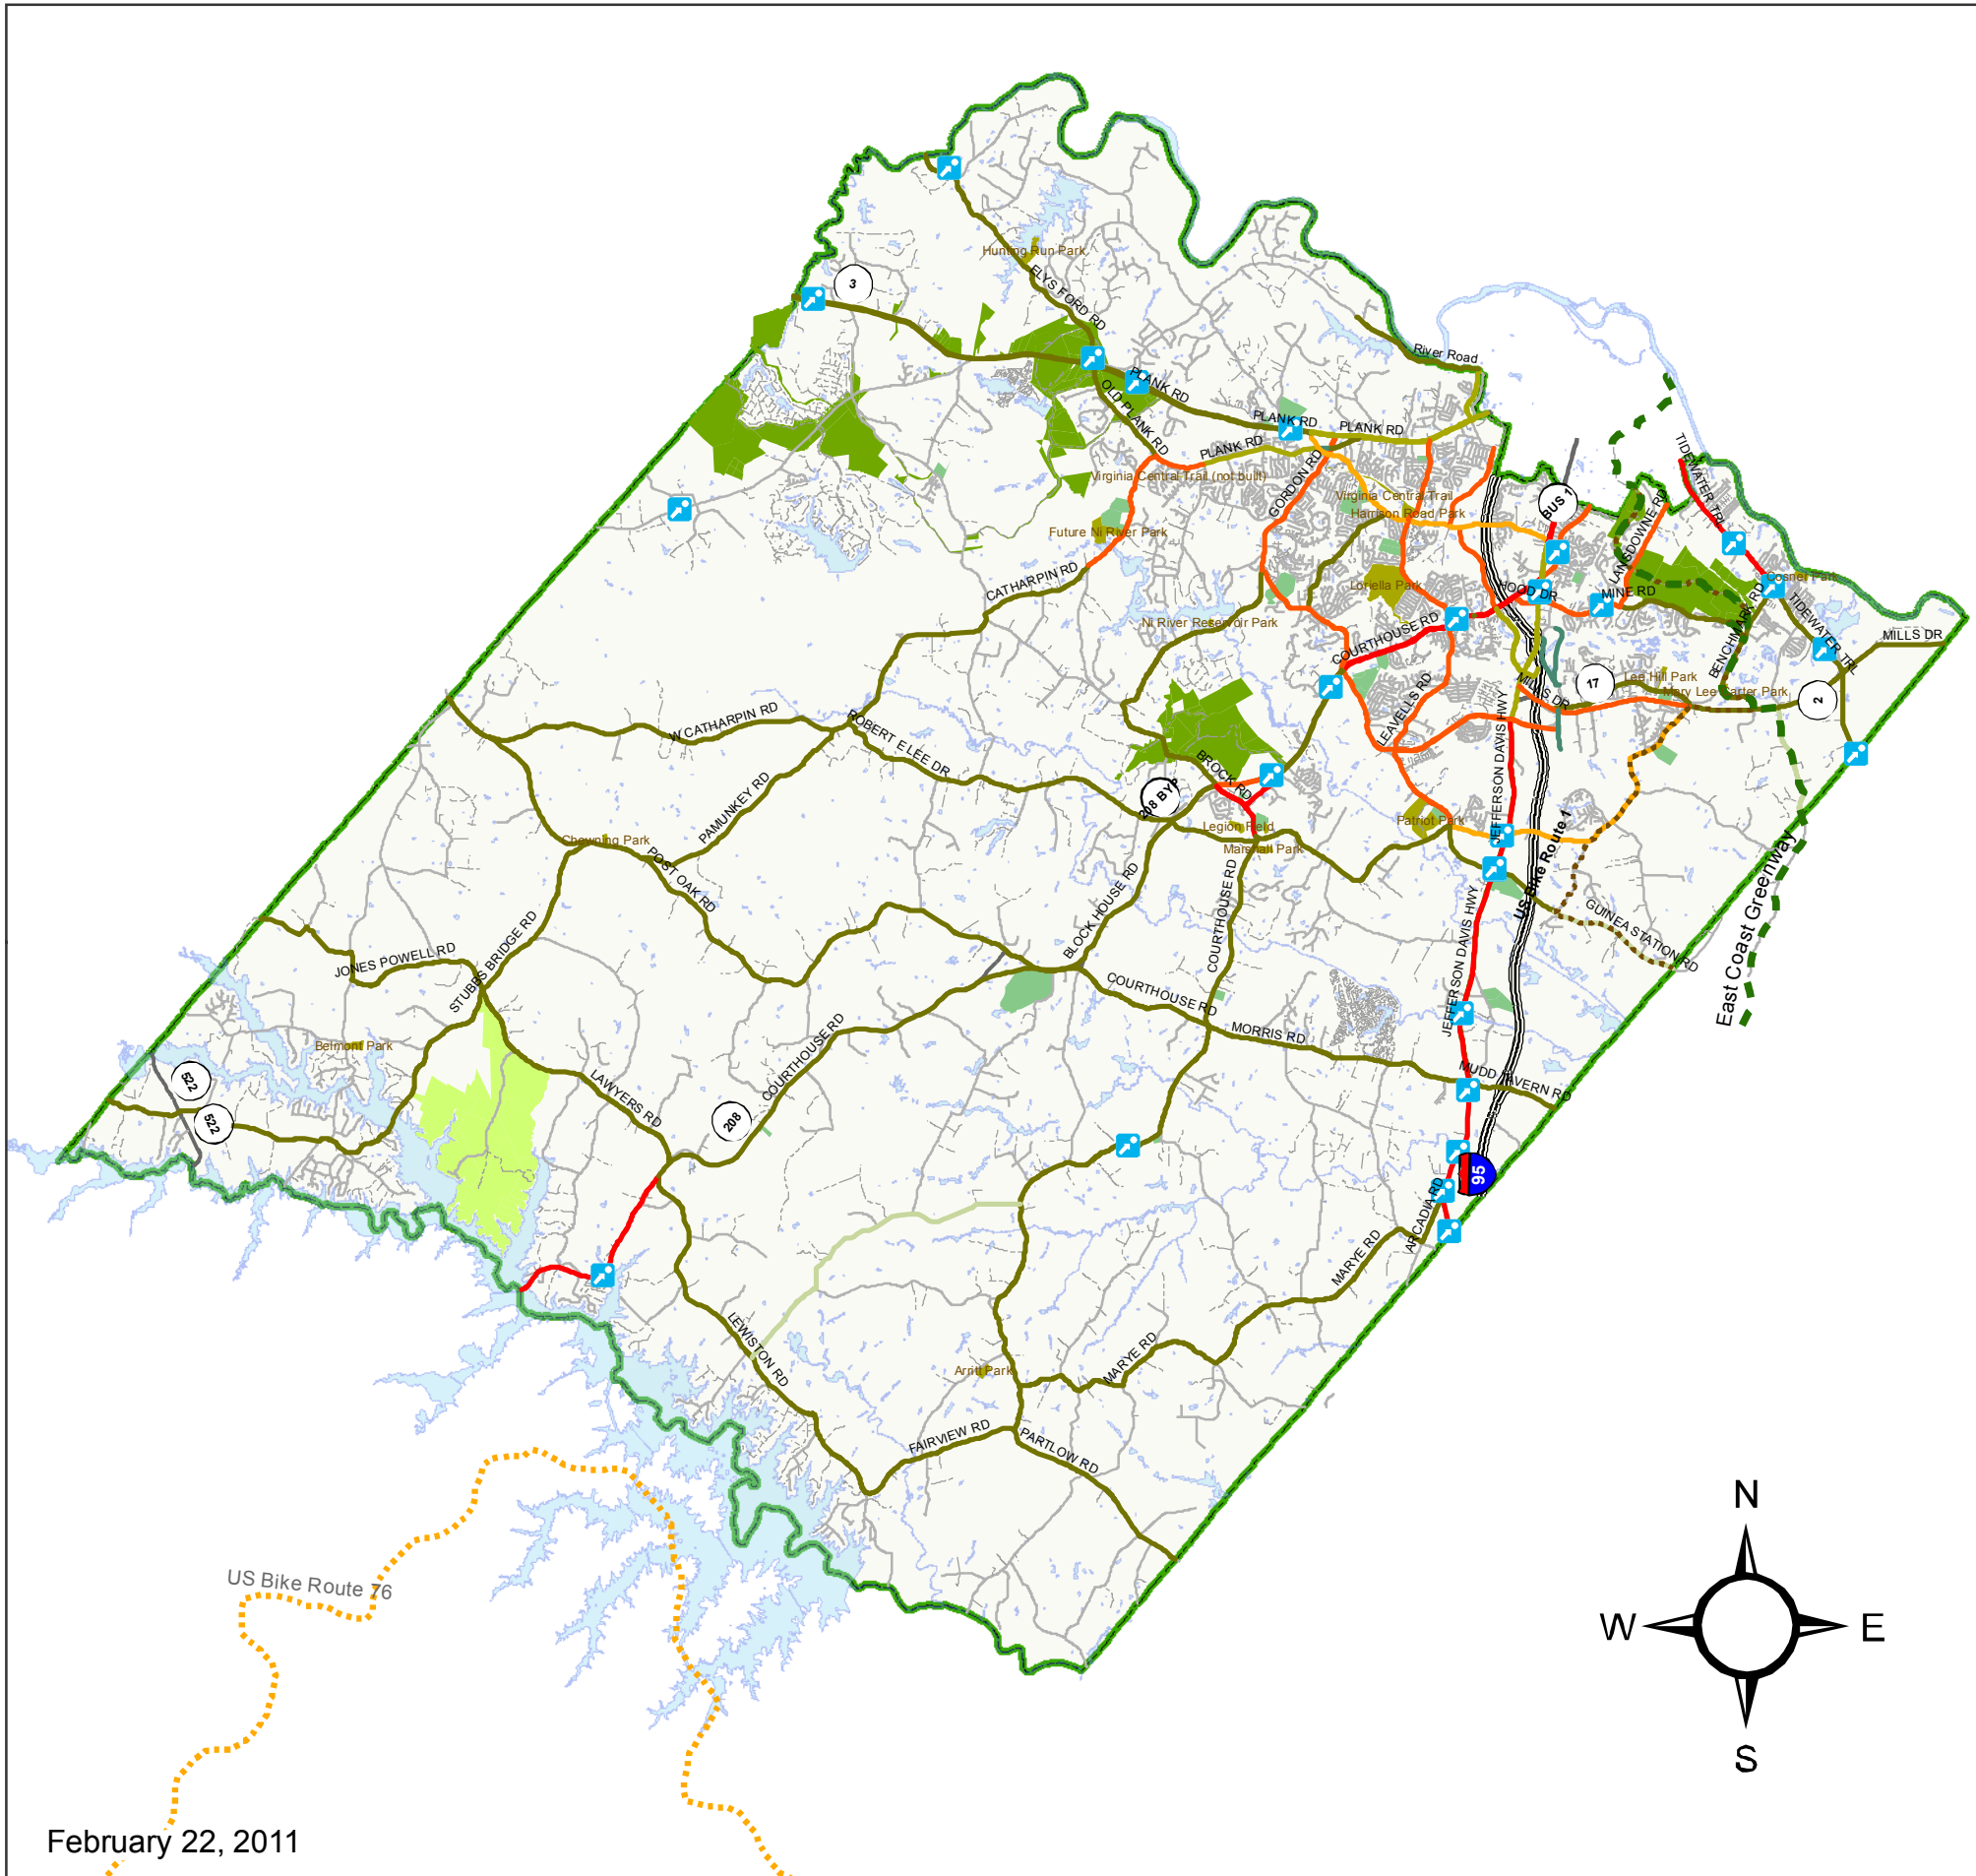 3
Hunting Run Park
ELYS FORD RD
River Road
PLANK RD
OLD PLANK RD
PLANK RD
PLANK RD
PLANK RD
TIDEWATER TRL
Virginia Central Trail (not built)
GORDON RD
Virginia Central Trail
Harrison Road Park
BUS 1
LANSDOWNE RD
Future Ni River Park
CATHARPIN RD
Loriella Park
HOOD DR
MINE RD
Cosner Park
TIDEWATER TRL
Ni River Reservoir Park
COURTHOUSE RD
BENCHMARK RD
MILLS DR
LEAVELLS RD
MILLS DR
17
Lee Hill Park
Mary Lee Carter Park
2
W CATHARPIN RD
ROBERT E LEE DR
BROCK RD
208 BYP
JEFFERSON DAVIS HWY
PAMUNKEY RD
Chewning Park
POST OAK RD
Legion Field
Marshall Park
Patriot Park
US Bike Route 1
East Coast Greenway
BLOCK HOUSE RD
COURTHOUSE RD
JEFFERSON DAVIS HWY
GUINEA STATION RD
JONES POWELL RD
STUBBS BRIDGE RD
COURTHOUSE RD
MORRIS RD
Belmont Park
COURTHOUSE RD
MUDD TAVERN RD
522
522
LAWYERS RD
208
95
ARCADIA RD
MARYE RD
LEWISTON RD
MARYE RD
Arritt Park
FAIRVIEW RD
PARTLOW RD
US Bike Route 76
N
W
E
S
February 22, 2011